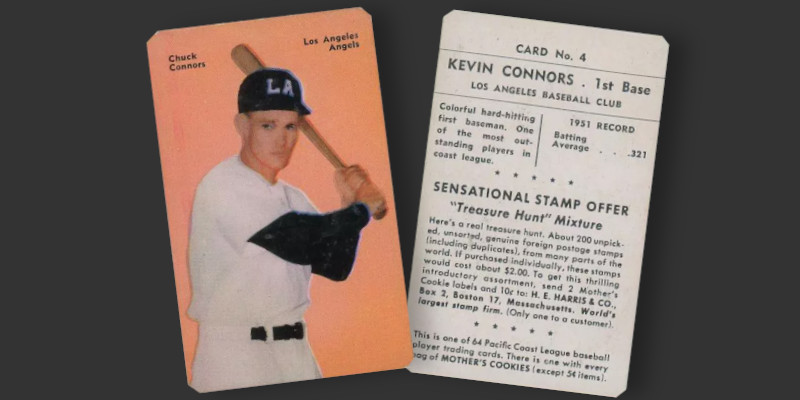 Chuck
Connors
Los Angeles
Angels
LA
CARD No. 4
KEVIN CONNORS . 1st Base
LOS ANGELES BASEBALL CLUB
Colorful hard-hitting
first baseman. One
of the most out-
standing players in
coast league.
1951 RECORD
Batting
Average . . .321
* * * * *
SENSATIONAL STAMP OFFER
"Treasure Hunt" Mixture
Here's a real treasure hunt. About 200 unpick-
ed, unsorted, genuine foreign postage stamps
(including duplicates), from many parts of the
world. If purchased individually, these stamps
would cost about $2.00. To get this thrilling
introductory assortment, send 2 Mother's
Cookie labels and 10¢ to: H. E. HARRIS & CO.,
Box 2, Boston 17, Massachusetts. World's
largest stamp firm. (Only one to a customer).
* * * * *
This is one of 64 Pacific Coast League baseball
player trading cards. There is one with every
bag of MOTHER'S COOKIES (except 5¢ items).